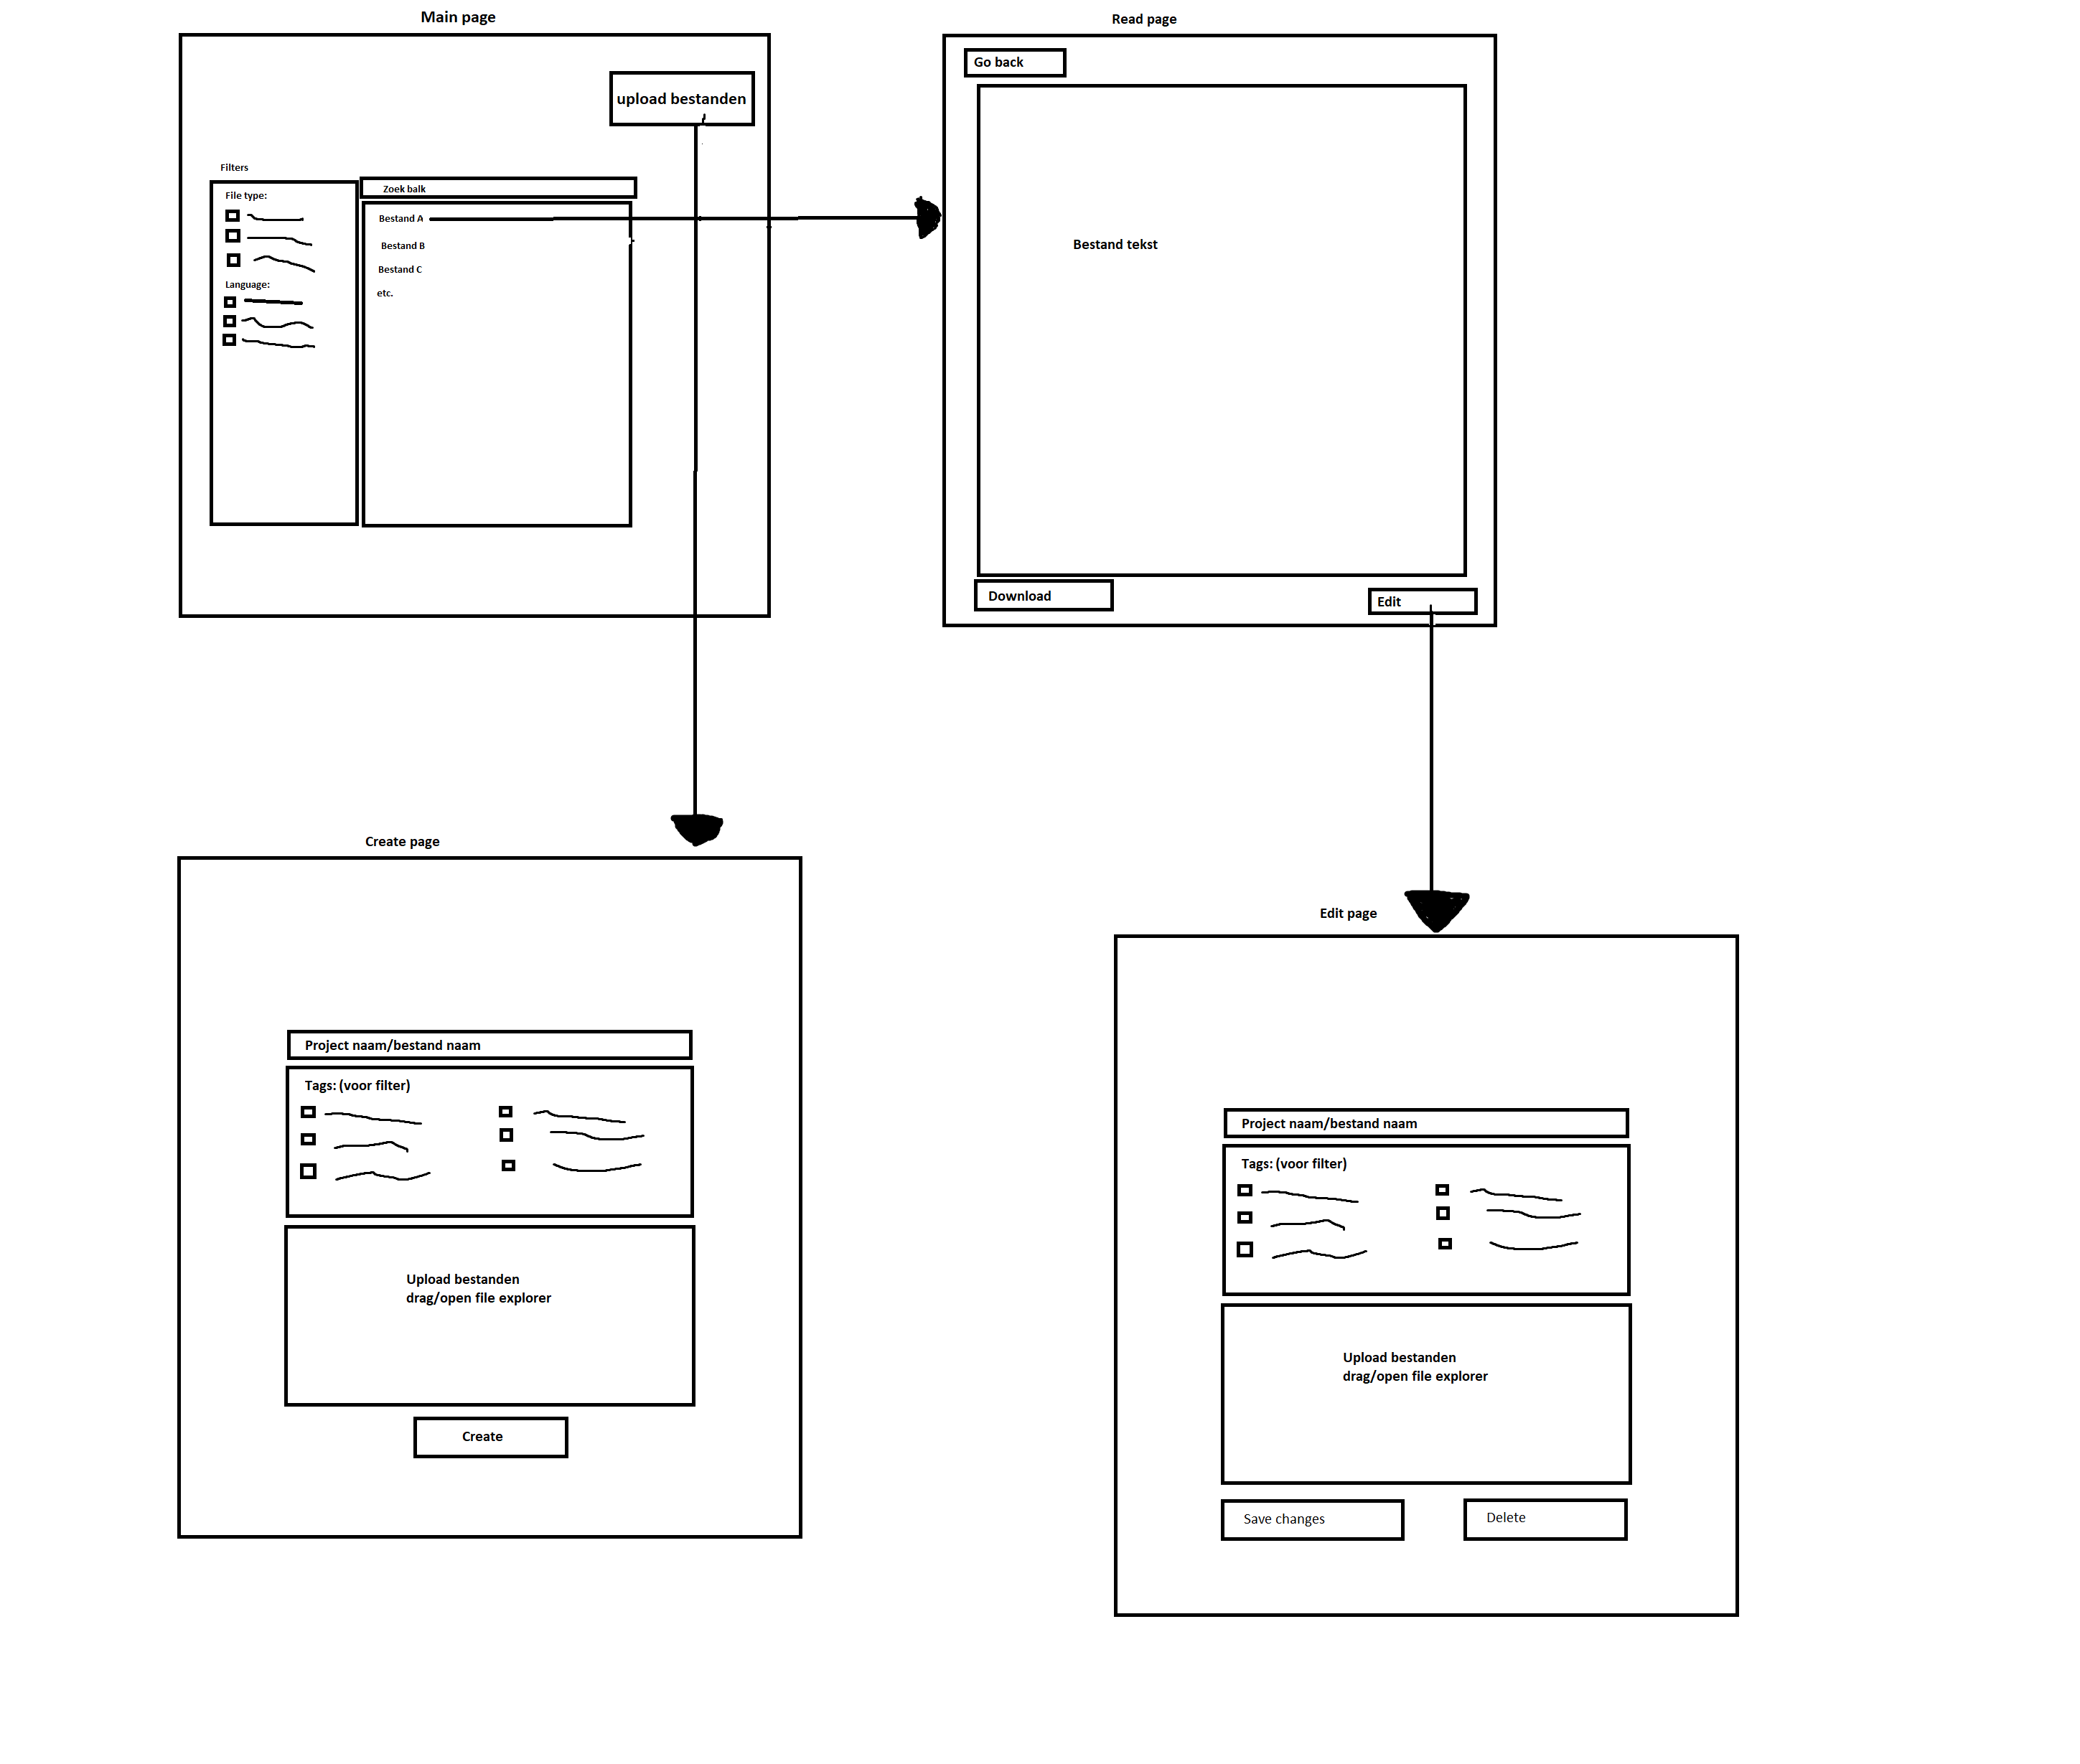 Main page
upload bestanden
Filters
File type:
Language:
Zoek balk
Bestand A
Bestand B
Bestand C
etc.
Read page
Go back
Bestand tekst
Download
Edit
Create page
Project naam/bestand naam
Tags: (voor filter)
Upload bestanden
drag/open file explorer
Create
Edit page
Project naam/bestand naam
Tags: (voor filter)
Upload bestanden
drag/open file explorer
Save changes
Delete